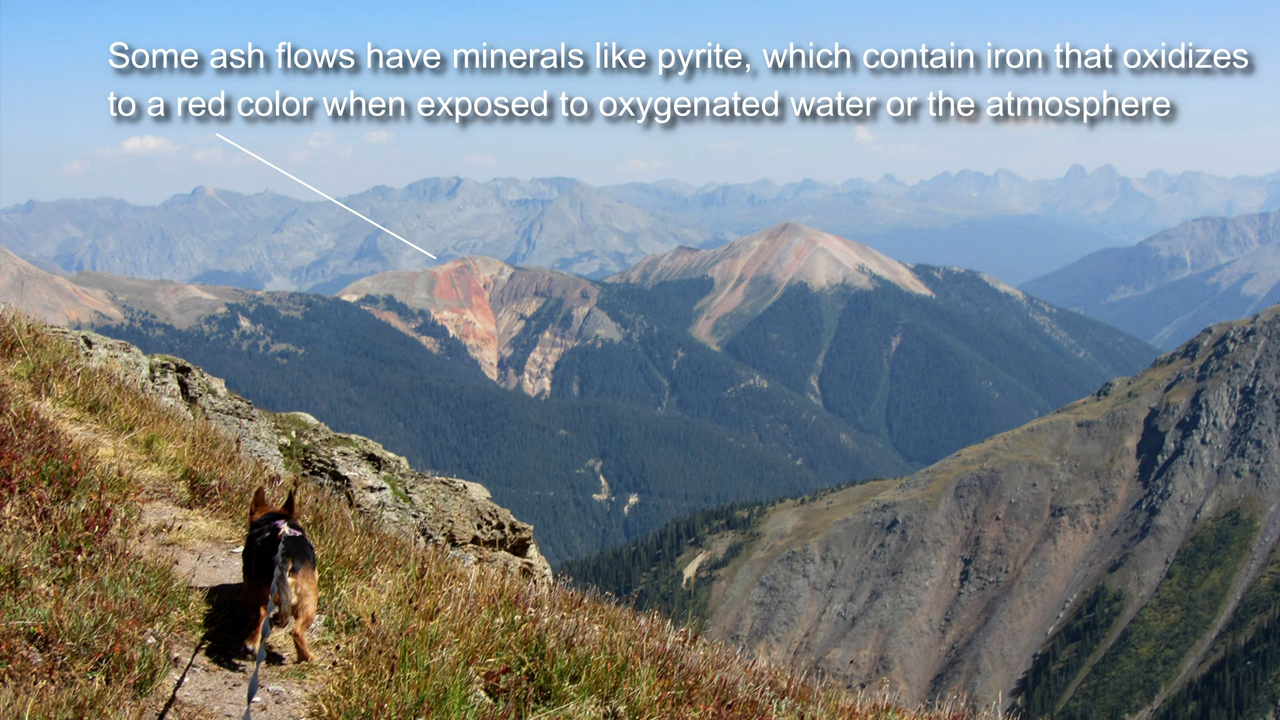 Some ash flows have minerals like pyrite, which contain iron that oxidizes
to a red color when exposed to oxygenated water or the atmosphere